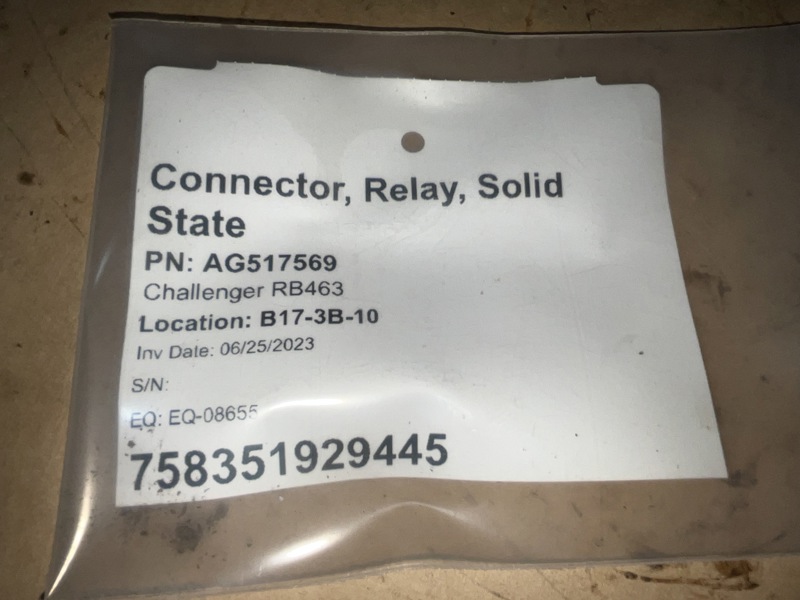 Connector, Relay, Solid
State
PN: AG517569
Challenger RB463
Location: B17-3B-10
Inv Date: 06/25/2023
S/N:
EQ: EQ-08655
758351929445